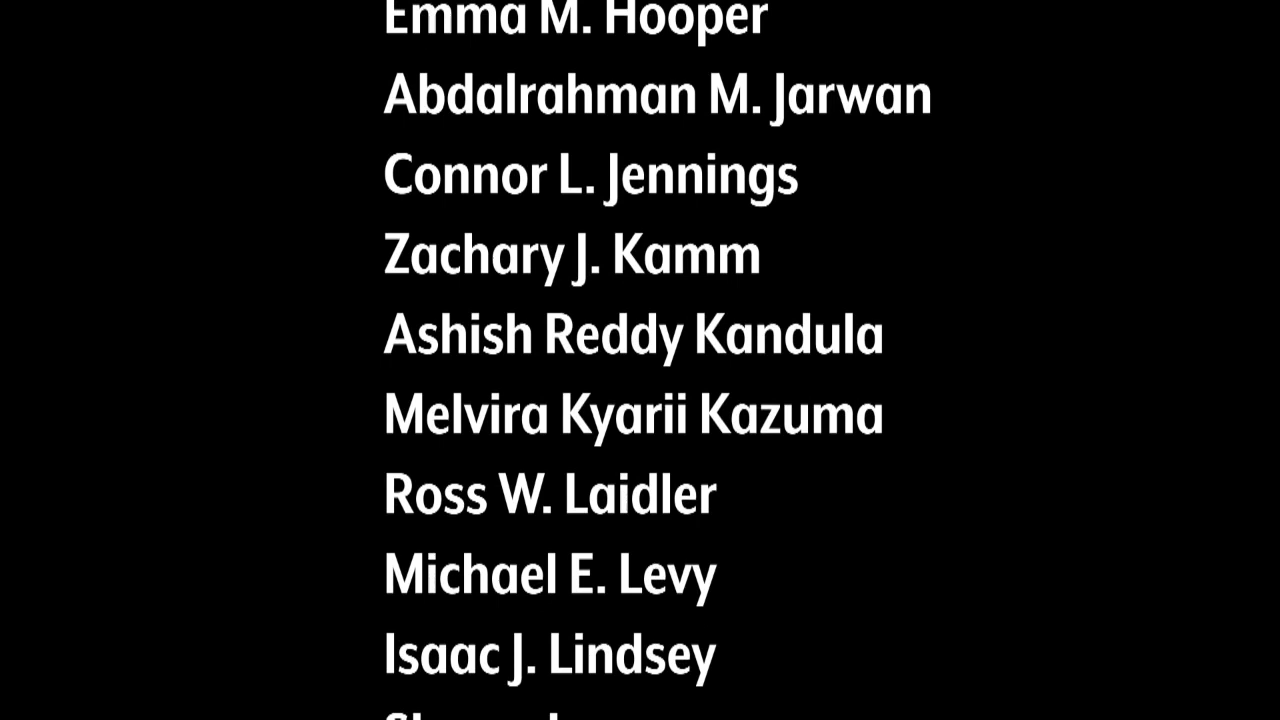 Emma M. Hooper
Abdalrahman M. Jarwan
Connor L. Jennings
Zachary J. Kamm
Ashish Reddy Kandula
Melvira Kyarii Kazuma
Ross W. Laidler
Michael E. Levy
Isaac J. Lindsey